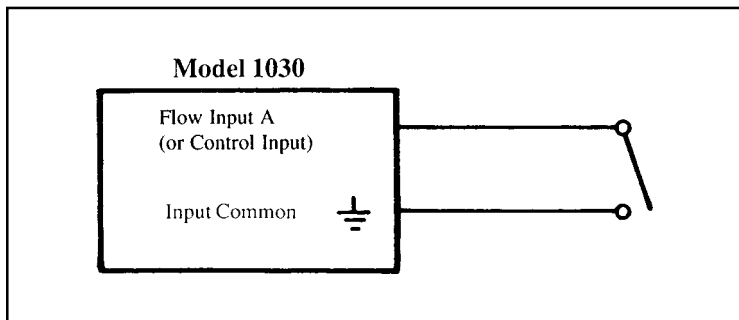 Model 1030
Flow Input A
(or Control Input)
Input Common